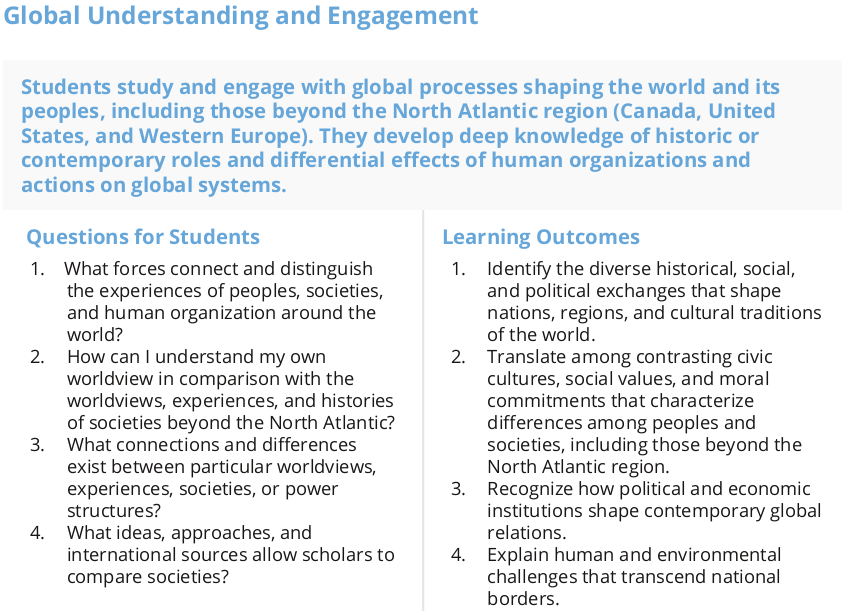 Global Understanding and Engagement
Students study and engage with global processes shaping the world and its
peoples, including those beyond the North Atlantic region (Canada, United
States, and Western Europe). They develop deep knowledge of historic or
contemporary roles and differential effects of human organizations and
actions on global systems.
Questions for Students
1. What forces connect and distinguish
the experiences of peoples, societies,
and human organization around the
world?
2. How can I understand my own
worldview in comparison with the
worldviews, experiences, and histories
of societies beyond the North Atlantic?
3. What connections and differences
exist between particular worldviews,
experiences, societies, or power
structures?
4. What ideas, approaches, and
international sources allow scholars to
compare societies?
Learning Outcomes
1. Identify the diverse historical, social,
and political exchanges that shape
nations, regions, and cultural traditions
of the world.
2. Translate among contrasting civic
cultures, social values, and moral
commitments that characterize
differences among peoples and
societies, including those beyond the
North Atlantic region.
3. Recognize how political and economic
institutions shape contemporary global
relations.
4. Explain human and environmental
challenges that transcend national
borders.